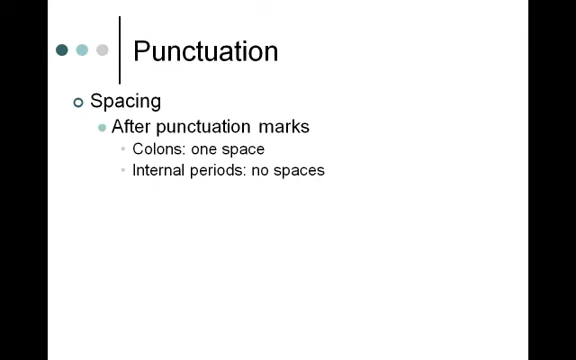 Punctuation
Spacing
After punctuation marks
Colons: one space
Internal periods: no spaces